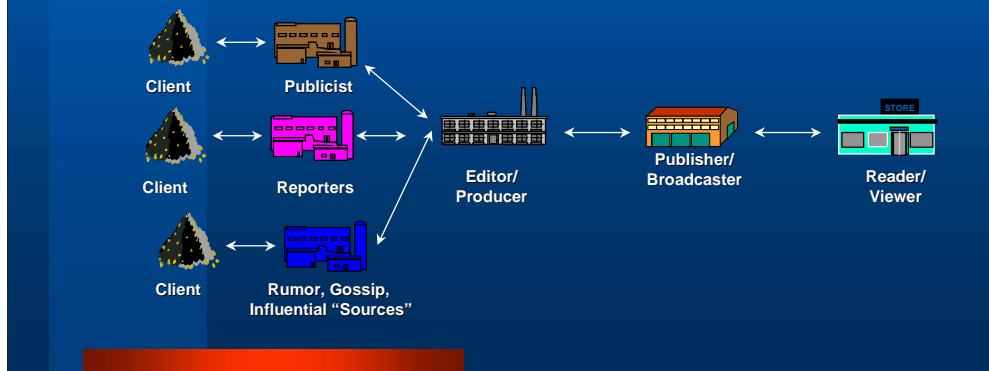 Client
Publicist
STORE
Client
Reporters
Editor/
Producer
Publisher/
Broadcaster
Reader/
Viewer
Client
Rumor, Gossip,
Influential “Sources”